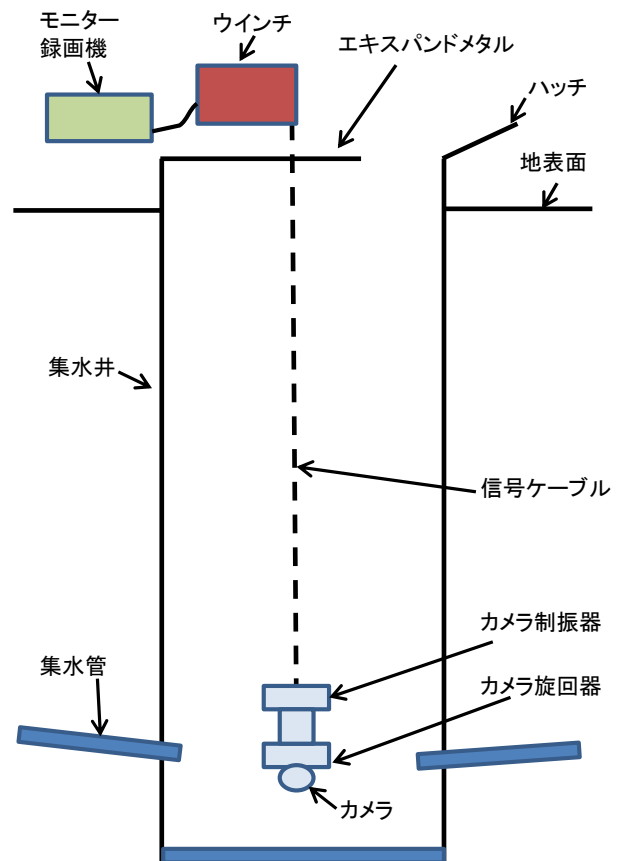 モニター
録画機
ウインチ
エキスパンドメタル
ハッチ
地表面
集水井
信号ケーブル
カメラ制振器
集水管
カメラ旋回器
カメラ